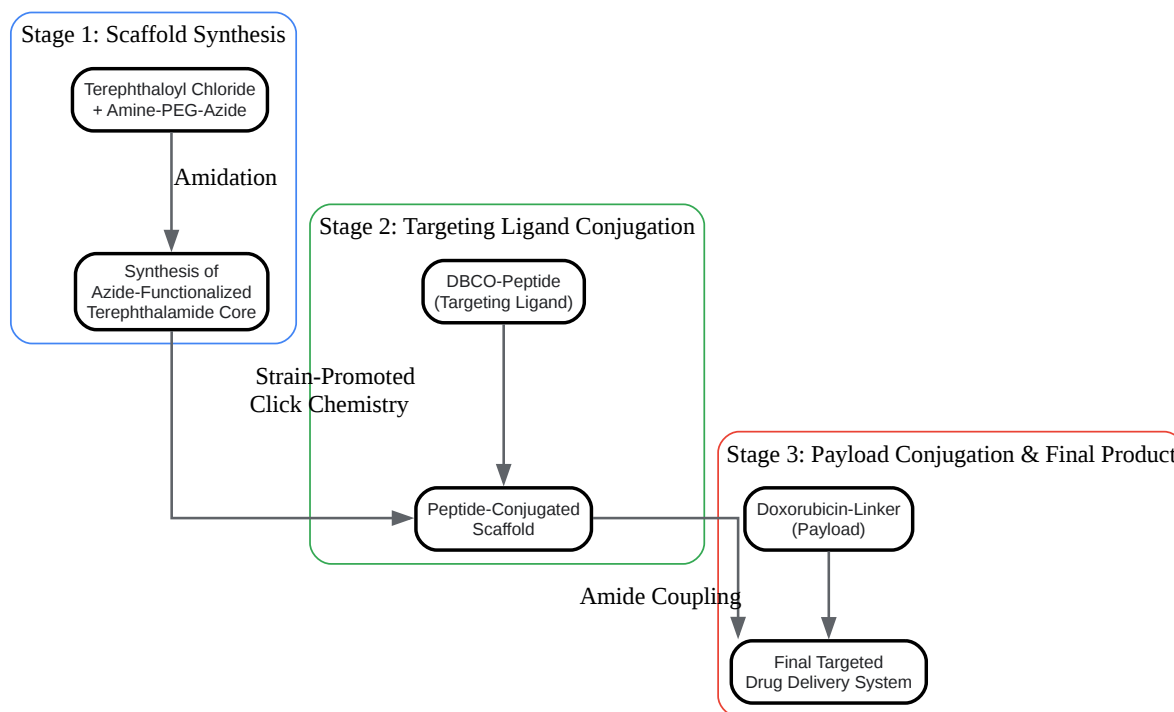 Stage 1: Scaffold Synthesis
Terephthaloyl Chloride
+ Amine-PEG-Azide
Amidation
Synthesis of
Azide-Functionalized
Terephthalamide Core
Stage 2: Targeting Ligand Conjugation
DBCO-Peptide
(Targeting Ligand)
Strain-Promoted
Click Chemistry
Peptide-Conjugated
Scaffold
Stage 3: Payload Conjugation & Final Product
Doxorubicin-Linker
(Payload)
Amide Coupling
Final Targeted
Drug Delivery System